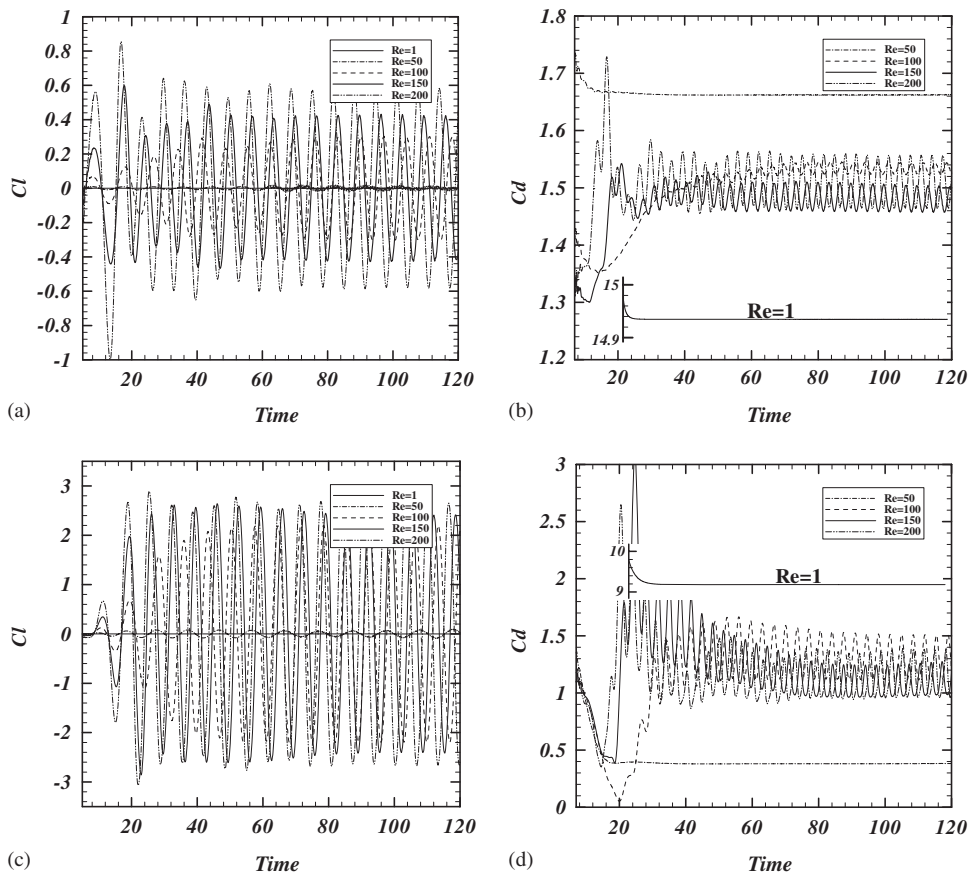 1
0.8
0.6
0.4
0.2
0
-0.2
-0.4
-0.6
-0.8
-1
Cl
Re=1
Re=50
Re=100
Re=150
Re=200
20 40 60 80 100 120
Time
(a)
1.8
1.7
1.6
1.5
1.4
1.3
1.2
Cd
Re=50
Re=100
Re=150
Re=200
15
14.9
Re=1
20 40 60 80 100 120
Time
(b)
3
2
1
0
-1
-2
-3
Cl
Re=1
Re=50
Re=100
Re=150
Re=200
20 40 60 80 100 120
Time
(c)
3
2.5
2
1.5
1
0.5
0
Cd
Re=50
Re=100
Re=150
Re=200
10
9
Re=1
20 40 60 80 100 120
Time
(d)